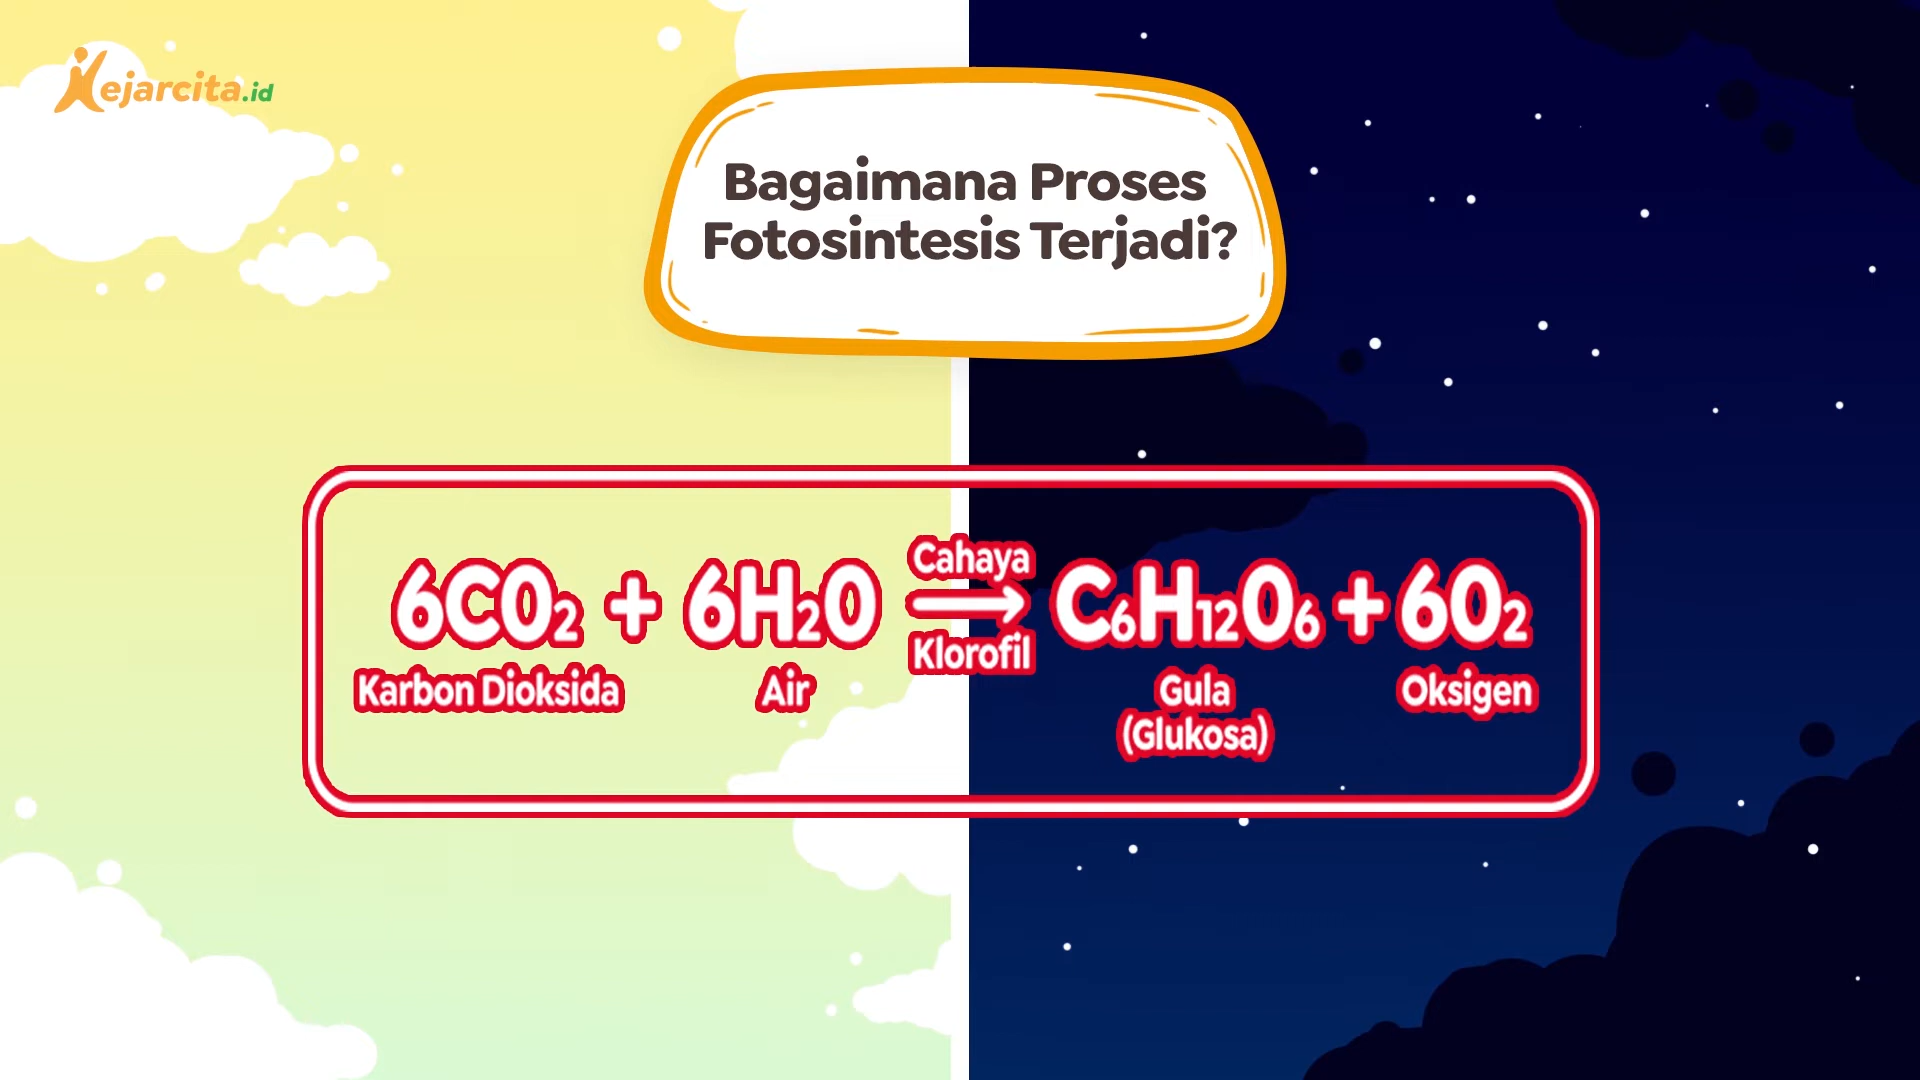 Kejarcita.id
Bagaimana Proses
Fotosintesis Terjadi?
6CO₂ + 6H₂O Cahaya → Klorofil C₆H₁₂O₆ + 6O₂
Karbon Dioksida Air Gula (Glukosa) Oksigen